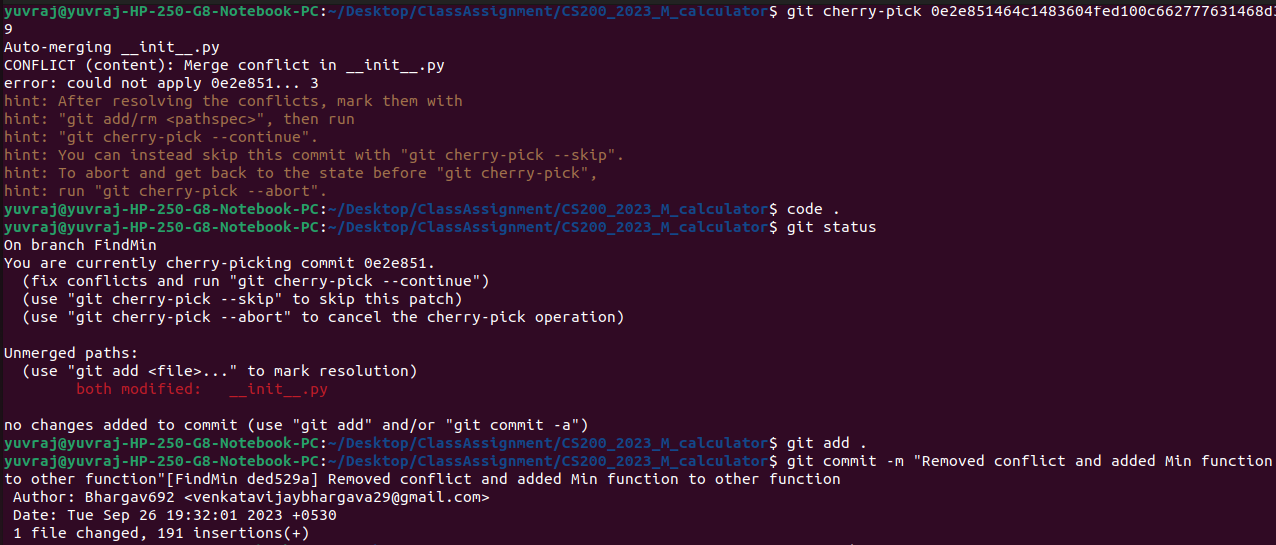 yuvraj@yuvraj-HP-250-G8-Notebook-PC:~/Desktop/ClassAssignment/CS200_2023_M_calculator$ git cherry-pick 0e2e851464c1483604fed100c662777631468d3
9
Auto-merging __init__.py
CONFLICT (content): Merge conflict in __init__.py
error: could not apply 0e2e851... 3
hint: After resolving the conflicts, mark them with
hint: "git add/rm <pathspec>", then run
hint: "git cherry-pick --continue".
hint: You can instead skip this commit with "git cherry-pick --skip".
hint: To abort and get back to the state before "git cherry-pick",
hint: run "git cherry-pick --abort".
yuvraj@yuvraj-HP-250-G8-Notebook-PC:~/Desktop/ClassAssignment/CS200_2023_M_calculator$ code .
yuvraj@yuvraj-HP-250-G8-Notebook-PC:~/Desktop/ClassAssignment/CS200_2023_M_calculator$ git status
On branch FindMin
You are currently cherry-picking commit 0e2e851.
  (fix conflicts and run "git cherry-pick --continue")
  (use "git cherry-pick --skip" to skip this patch)
  (use "git cherry-pick --abort" to cancel the cherry-pick operation)
Unmerged paths:
  (use "git add <file>..." to mark resolution)
        both modified:   __init__.py
no changes added to commit (use "git add" and/or "git commit -a")
yuvraj@yuvraj-HP-250-G8-Notebook-PC:~/Desktop/ClassAssignment/CS200_2023_M_calculator$ git add .
yuvraj@yuvraj-HP-250-G8-Notebook-PC:~/Desktop/ClassAssignment/CS200_2023_M_calculator$ git commit -m "Removed conflict and added Min function
to other function"[FindMin ded529a] Removed conflict and added Min function to other function
 Author: Bhargav692 <venkatavijaybhargava29@gmail.com>
 Date: Tue Sep 26 19:32:01 2023 +0530
 1 file changed, 191 insertions(+)